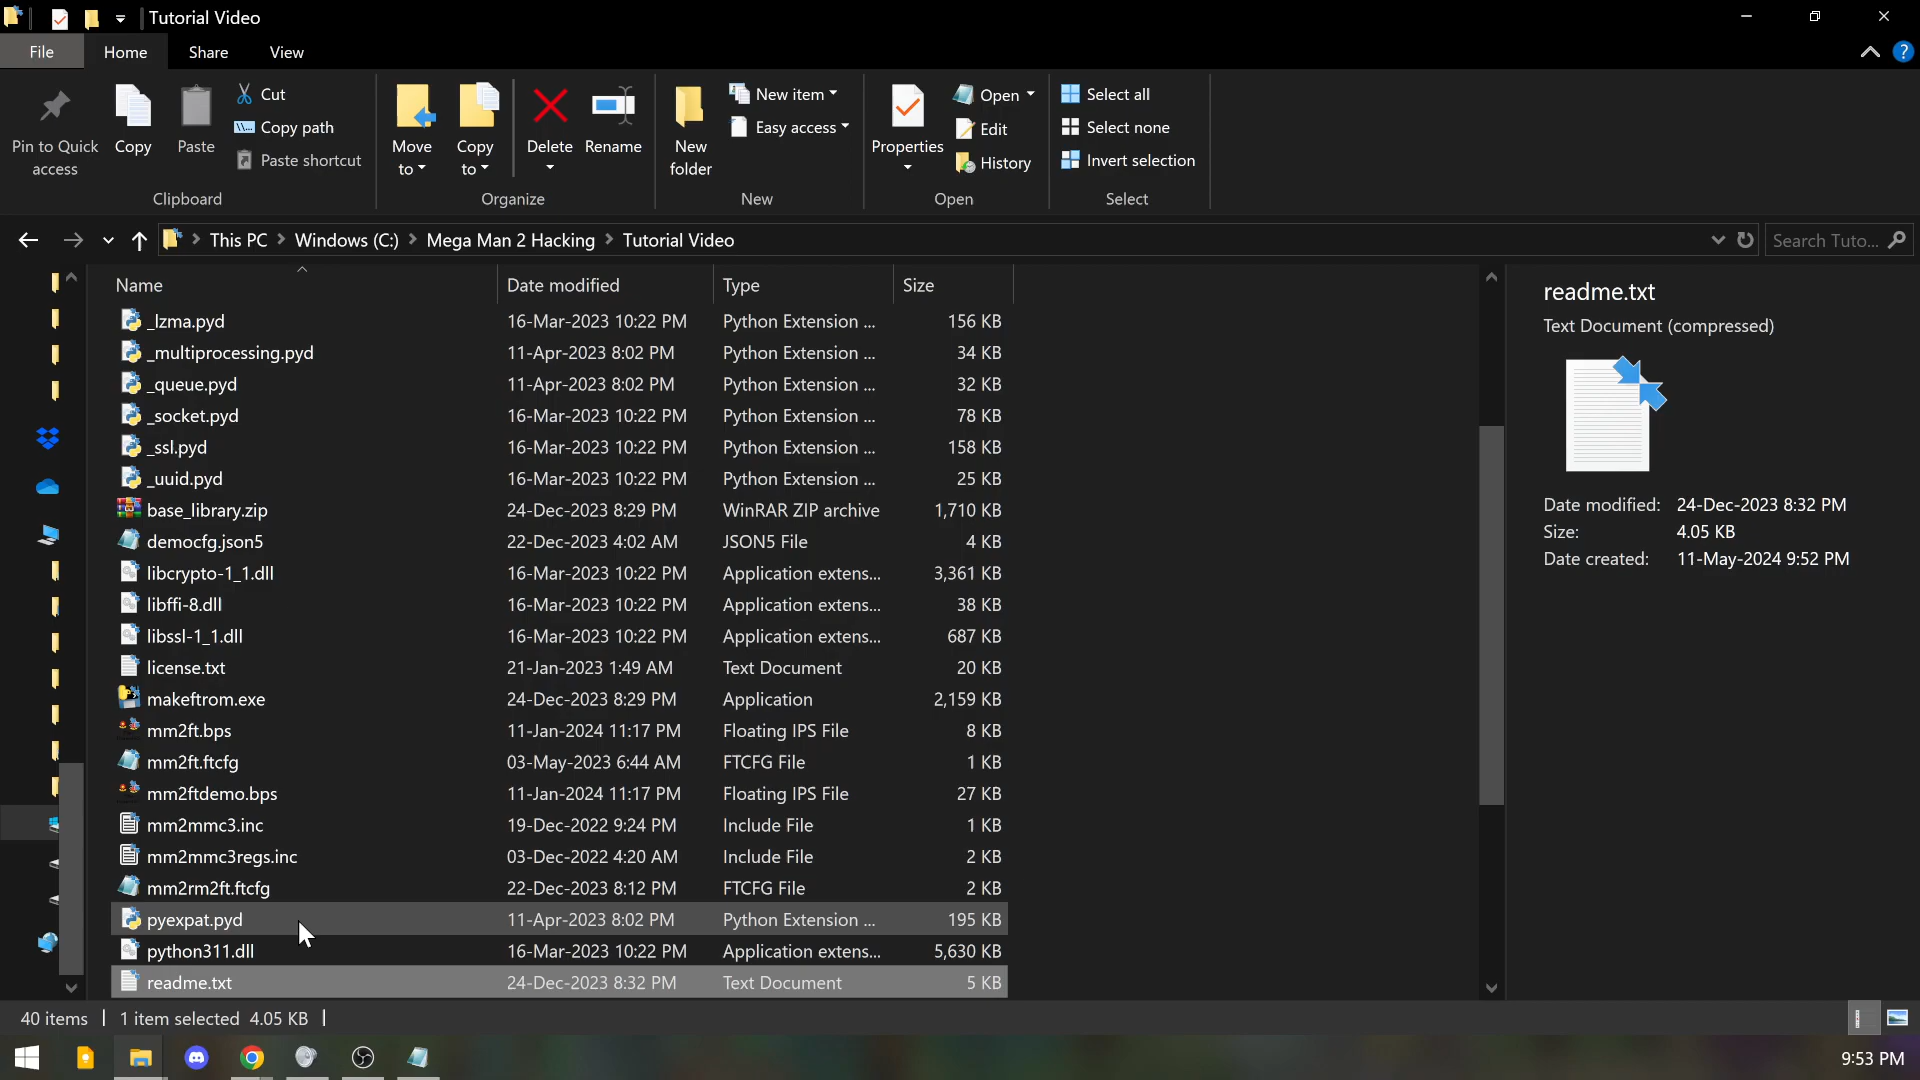 Tutorial Video
File Home Share View
Pin to Quick access
Copy
Paste
Cut
Copy path
Paste shortcut
Clipboard
Move to
Copy to
Delete
Rename
Organize
New folder
New item
Easy access
New
Properties
Open
Edit
History
Open
Select all
Select none
Invert selection
Select
This PC > Windows (C:) > Mega Man 2 Hacking > Tutorial Video
Search Tuto...
Name Date modified Type Size
_lzma.pyd 16-Mar-2023 10:22 PM Python Extension ... 156 KB
_multiprocessing.pyd 11-Apr-2023 8:02 PM Python Extension ... 34 KB
_queue.pyd 11-Apr-2023 8:02 PM Python Extension ... 32 KB
_socket.pyd 16-Mar-2023 10:22 PM Python Extension ... 78 KB
_ssl.pyd 16-Mar-2023 10:22 PM Python Extension ... 158 KB
_uuid.pyd 16-Mar-2023 10:22 PM Python Extension ... 25 KB
base_library.zip 24-Dec-2023 8:29 PM WinRAR ZIP archive 1,710 KB
democfg.json5 22-Dec-2023 4:02 AM JSON5 File 4 KB
libcrypto-1_1.dll 16-Mar-2023 10:22 PM Application extens... 3,361 KB
libffi-8.dll 16-Mar-2023 10:22 PM Application extens... 38 KB
libssl-1_1.dll 16-Mar-2023 10:22 PM Application extens... 687 KB
license.txt 21-Jan-2023 1:49 AM Text Document 20 KB
makeftrom.exe 24-Dec-2023 8:29 PM Application 2,159 KB
mm2ft.bps 11-Jan-2024 11:17 PM Floating IPS File 8 KB
mm2ft.ftcfg 03-May-2023 6:44 AM FTCFG File 1 KB
mm2ftdemo.bps 11-Jan-2024 11:17 PM Floating IPS File 27 KB
mm2mmc3.inc 19-Dec-2022 9:24 PM Include File 1 KB
mm2mmc3regs.inc 03-Dec-2022 4:20 AM Include File 2 KB
mm2rm2ft.ftcfg 22-Dec-2023 8:12 PM FTCFG File 2 KB
pyexpat.pyd 11-Apr-2023 8:02 PM Python Extension ... 195 KB
python311.dll 16-Mar-2023 10:22 PM Application extens... 5,630 KB
readme.txt 24-Dec-2023 8:32 PM Text Document 5 KB
readme.txt
Text Document (compressed)
Date modified: 24-Dec-2023 8:32 PM
Size: 4.05 KB
Date created: 11-May-2024 9:52 PM
40 items | 1 item selected 4.05 KB |
9:53 PM